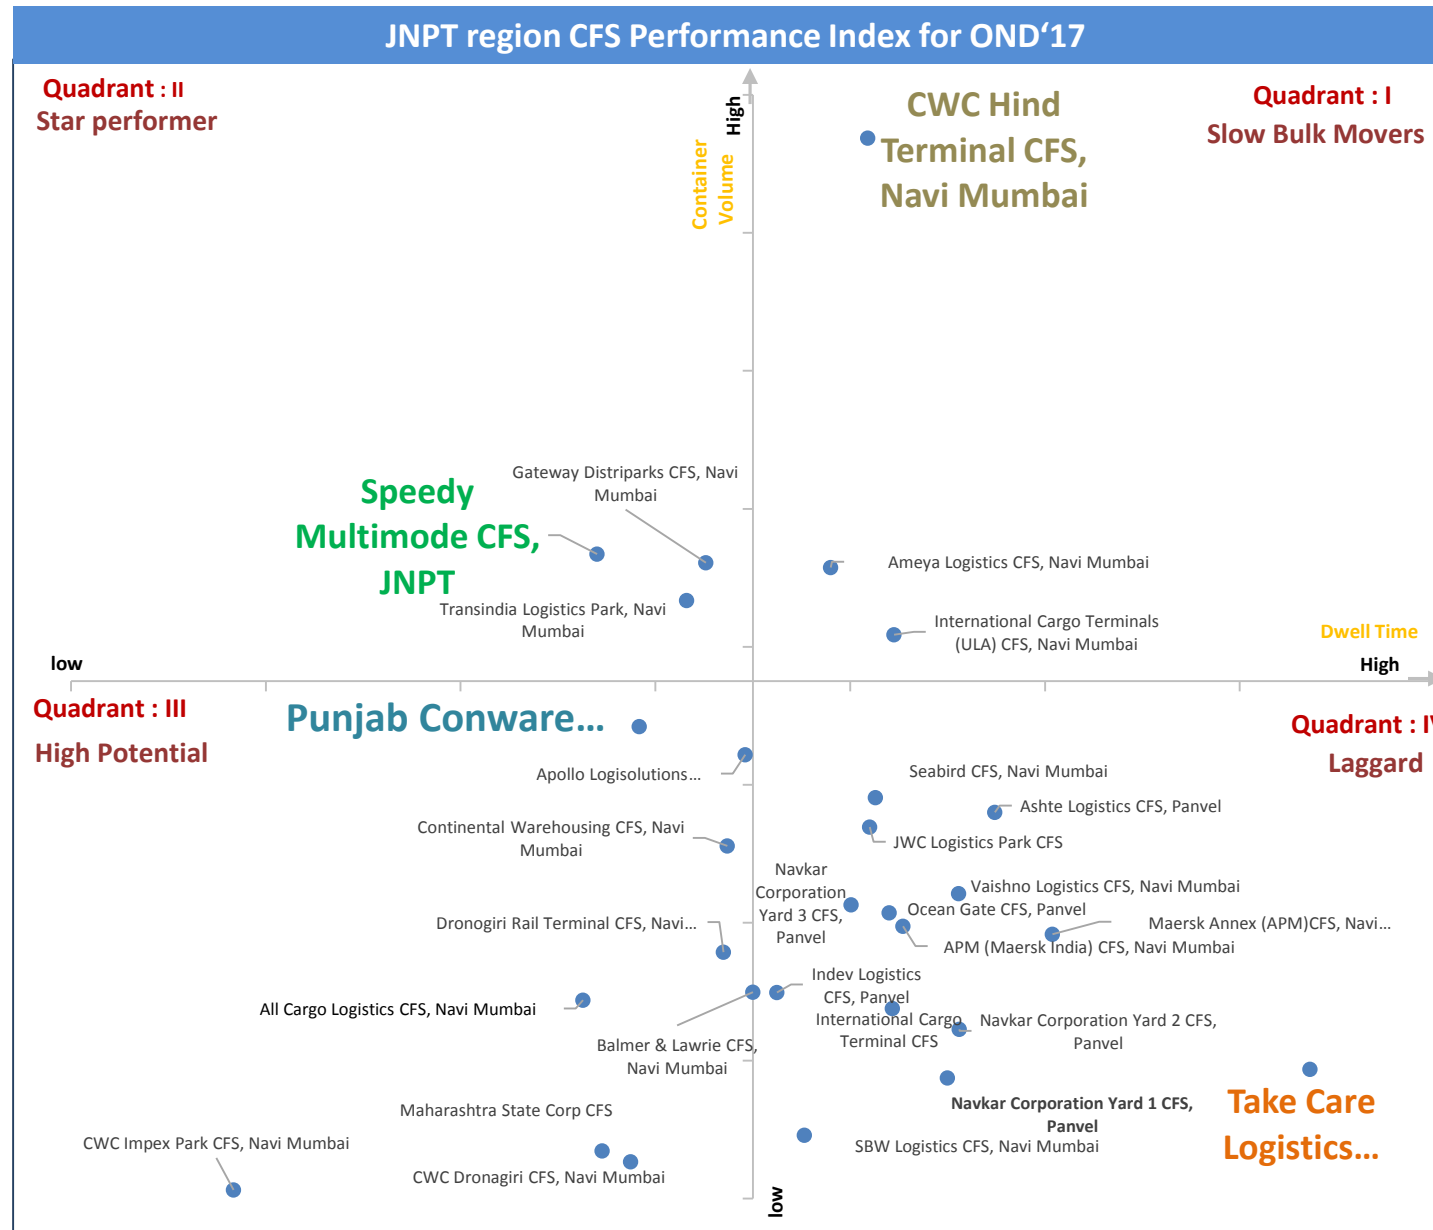 JNPT region CFS Performance Index for OND‘17
Quadrant : II
Star performer
High
Container
Volume
CWC Hind
Terminal CFS,
Navi Mumbai
Quadrant : I
Slow Bulk Movers
Gateway Distriparks CFS, Navi
Mumbai
Speedy
Multimode CFS,
JNPT
Ameya Logistics CFS, Navi Mumbai
Transindia Logistics Park, Navi
Mumbai
International Cargo Terminals
(ULA) CFS, Navi Mumbai
Dwell Time
low
High
Quadrant : III
High Potential
Punjab Conware…
Quadrant : IV
Laggard
Apollo Logisolutions…
Seabird CFS, Navi Mumbai
Ashte Logistics CFS, Panvel
Continental Warehousing CFS, Navi
Mumbai
JWC Logistics Park CFS
Navkar
Corporation
Yard 3 CFS,
Panvel
Vaishno Logistics CFS, Navi Mumbai
Ocean Gate CFS, Panvel
Dronogiri Rail Terminal CFS, Navi…
Maersk Annex (APM)CFS, Navi…
APM (Maersk India) CFS, Navi Mumbai
Indev Logistics
CFS, Panvel
All Cargo Logistics CFS, Navi Mumbai
International Cargo
Terminal CFS
Navkar Corporation Yard 2 CFS,
Panvel
Balmer & Lawrie CFS,
Navi Mumbai
Maharashtra State Corp CFS
Navkar Corporation Yard 1 CFS,
Panvel
Take Care
Logistics…
CWC Impex Park CFS, Navi Mumbai
SBW Logistics CFS, Navi Mumbai
CWC Dronagiri CFS, Navi Mumbai
low